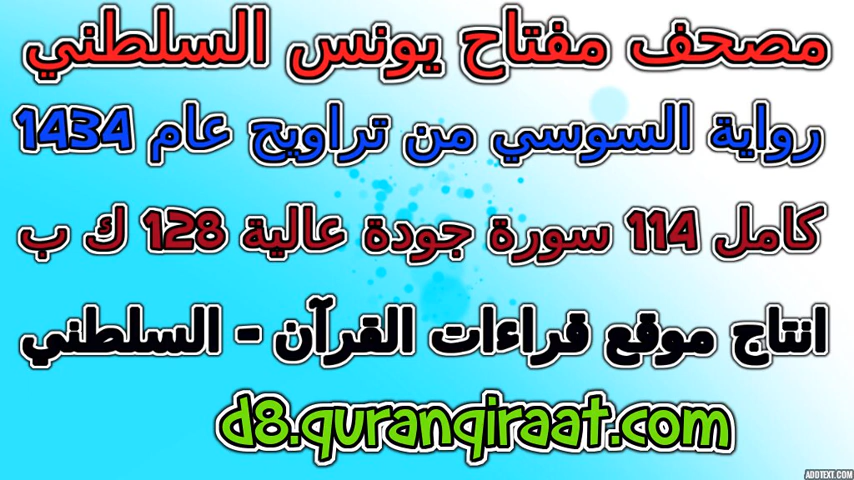 مصحف مفتاح يونس السلطني
رواية السوسي من تراويح عام 1434
كامل 114 سورة جودة عالية 128 ك ب
انتاج موقع قراءات القرآن - السلطني
d8.quranqiraat.com
ADDTEXT.COM